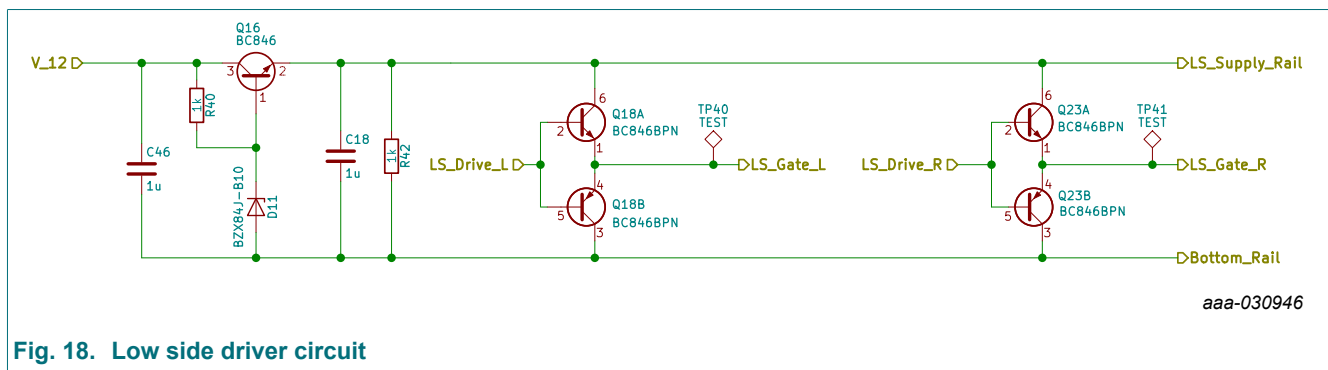 Q16
BC846
V_12
3
2
1
1k
R40
C46
1u
BZX84J-B10
D11
C18
1u
1k
R42
LS_Supply_Rail
6
Q18A
BC846BPN
2
1
TP40
TEST
LS_Drive_L
LS_Gate_L
4
Q18B
BC846BPN
5
3
6
Q23A
BC846BPN
2
1
TP41
TEST
LS_Drive_R
LS_Gate_R
4
Q23B
BC846BPN
5
3
Bottom_Rail
aaa-030946
Fig. 18. Low side driver circuit